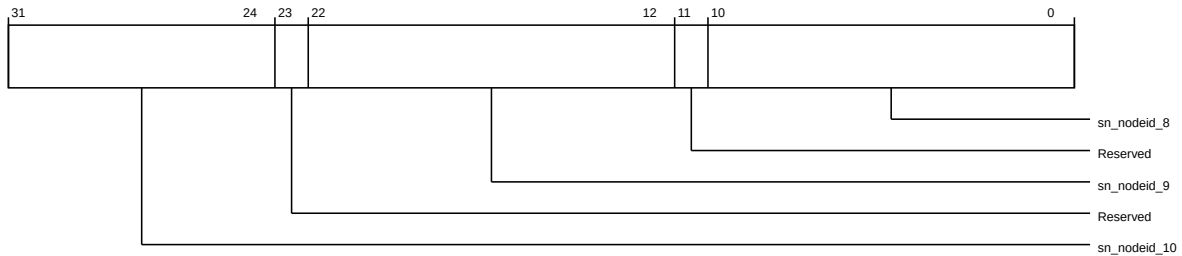 31 24 23 22 12 11 10 0
sn_nodeid_8
Reserved
sn_nodeid_9
Reserved
sn_nodeid_10